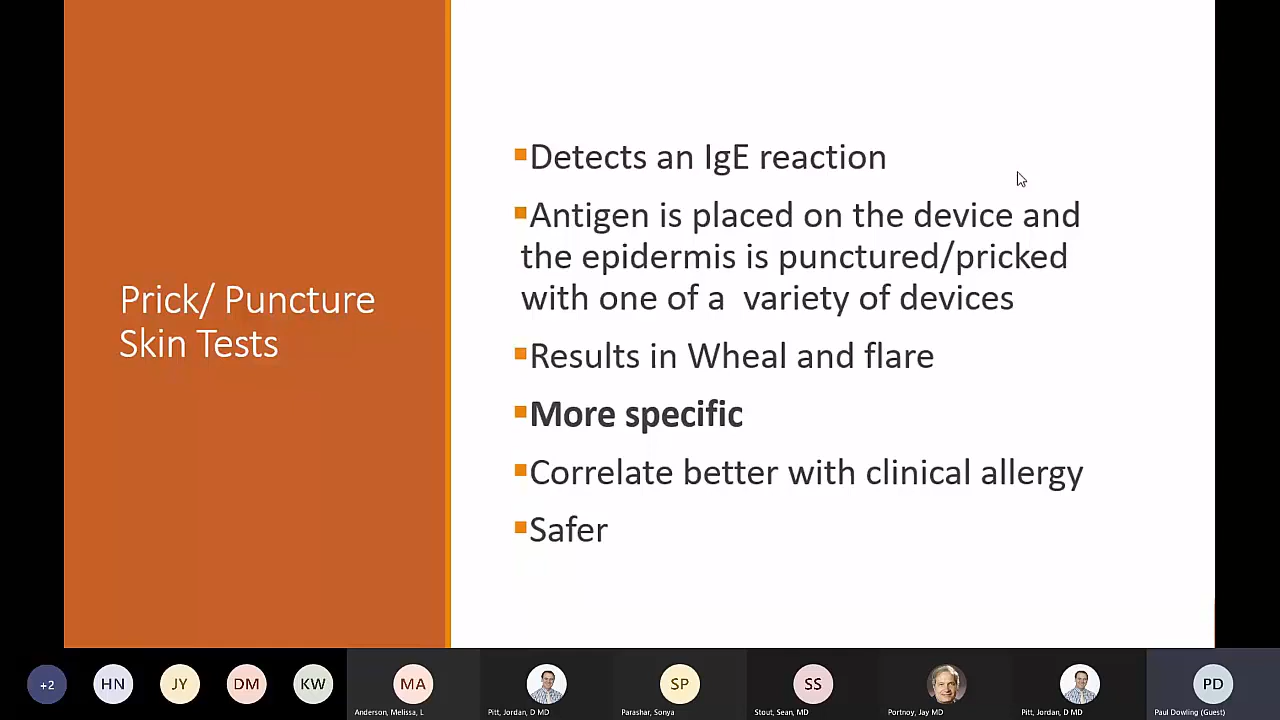 Prick/ Puncture
Skin Tests
▪Detects an IgE reaction
▪Antigen is placed on the device and
the epidermis is punctured/pricked
with one of a  variety of devices
▪Results in Wheal and flare
▪More specific
▪Correlate better with clinical allergy
▪Safer
+2
HN
JY
DM
KW
MA
SP
SS
PD
Anderson, Melissa, L
Pitt, Jordan, D MD
Parashar, Sonya
Stout, Sean, MD
Portnoy, Jay MD
Pitt, Jordan, D MD
Paul Dowling (Guest)